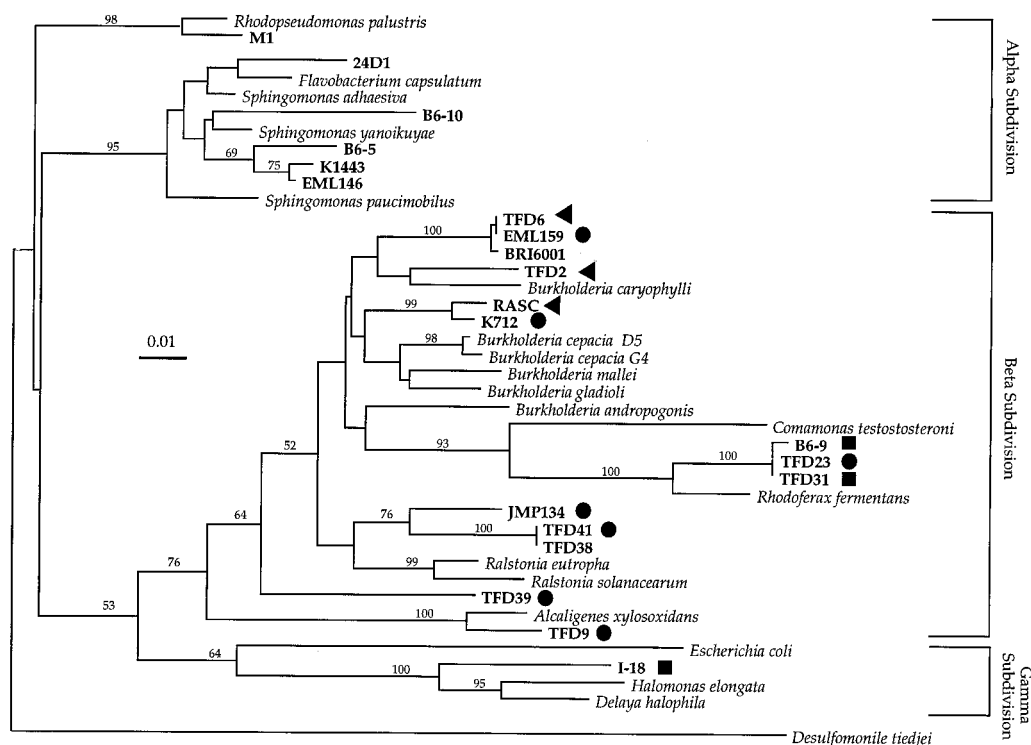 98
Rhodopseudomonas palustris
M1
24D1
Flavobacterium capsulatum
Sphingomonas adhaesiva
B6-10
Sphingomonas yanoikuyae
95
69
B6-5
75
K1443
EML146
Sphingomonas paucimobilus
Alpha Subdivision
TFD6
100
EML159
BRI6001
TFD2
Burkholderia caryophylli
99
RASC
K712
0.01
98
Burkholderia cepacia D5
Burkholderia cepacia G4
Burkholderia mallei
Burkholderia gladioli
Burkholderia andropogonis
Comamonas testostosteroni
93
B6-9
52
100
100
TFD23
TFD31
Rhodoferax fermentans
76
JMP134
64
100
TFD41
TFD38
Ralstonia eutropha
99
Ralstonia solanacearum
76
TFD39
53
100
Alcaligenes xylosoxidans
TFD9
Beta Subdivision
64
Escherichia coli
100
I-18
95
Halomonas elongata
Delaya halophila
Gamma
Subdivision
Desulfomonile tiedjei